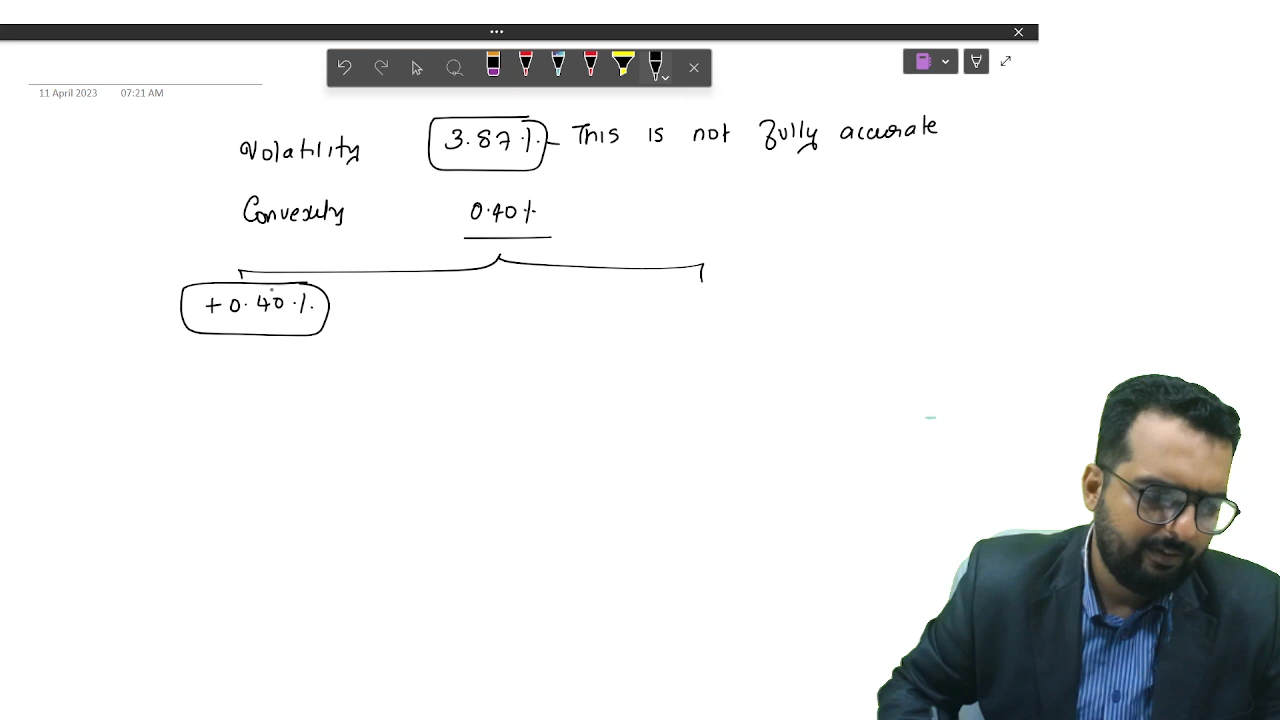 11 April 2023 07:21 AM
Volatility 3.87% This is not fully accurate
Convexity 0.40%
+0.40%